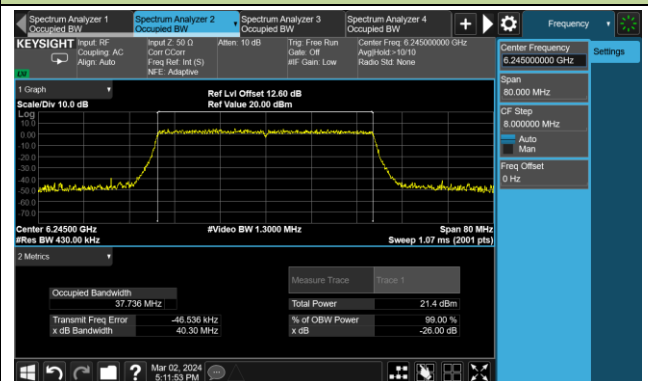 Spectrum Analyzer 1
Occupied BW
Spectrum Analyzer 2
Occupied BW
Spectrum Analyzer 3
Occupied BW
Spectrum Analyzer 4
Occupied BW
Frequency
KEYSIGHT
Input: RF
Coupling: AC
Align: Auto
Input Z: 50 Ω
Corr CCorr
Freq Ref: Int (S)
NFE: Adaptive
Atten: 10 dB
Trig: Free Run
Gate: Off
#IF Gain: Low
Center Freq: 6.245000000 GHz
Avg|Hold:>10/10
Radio Std: None
Center Frequency
6.245000000 GHz
Settings
Span
80.000 MHz
CF Step
8.000000 MHz
Auto
Man
Freq Offset
0 Hz
1 Graph
Scale/Div 10.0 dB
Ref Lvl Offset 12.60 dB
Ref Value 20.00 dBm
Log
10.0
0.00
-10.0
-20.0
-30.0
-40.0
-50.0
-60.0
-70.0
Center 6.24500 GHz
#Res BW 430.00 kHz
#Video BW 1.3000 MHz
Span 80 MHz
Sweep 1.07 ms (2001 pts)
2 Metrics
Measure Trace
Trace 1
Occupied Bandwidth
37.736 MHz
Total Power
21.4 dBm
Transmit Freq Error
-46.536 kHz
% of OBW Power
99.00 %
x dB Bandwidth
40.30 MHz
x dB
-26.00 dB
Mar 02, 2024
5:11:53 PM